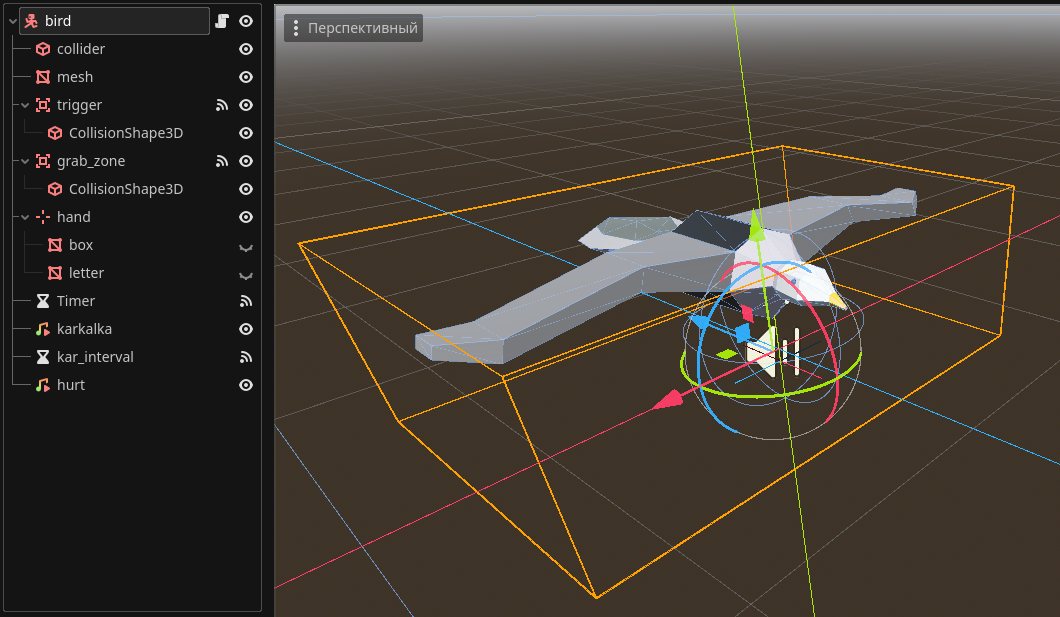 bird
collider
mesh
trigger
CollisionShape3D
grab_zone
CollisionShape3D
hand
box
letter
Timer
karkalka
kar_interval
hurt
Перспективный